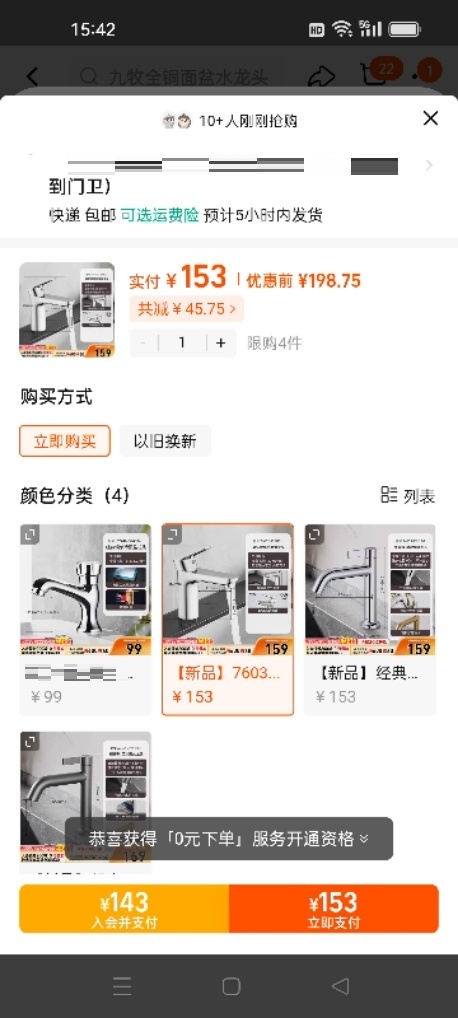 15:42
HD 5G
九牧全铜面盆水龙头
22
1
10+人刚刚抢购
到门卫）
快递 包邮 可选运费险 预计5小时内发货
实付 ¥153 优惠前 ¥198.75
共减 ¥45.75 >
159
- 1 + 限购4件
购买方式
立即购买 以旧换新
颜色分类（4） 列表
99 159 159
.. 【新品】7603... 【新品】经典...
¥99 ¥153 ¥153
恭喜获得「0元下单」服务开通资格
169
¥143 ¥153
入会并支付 立即支付